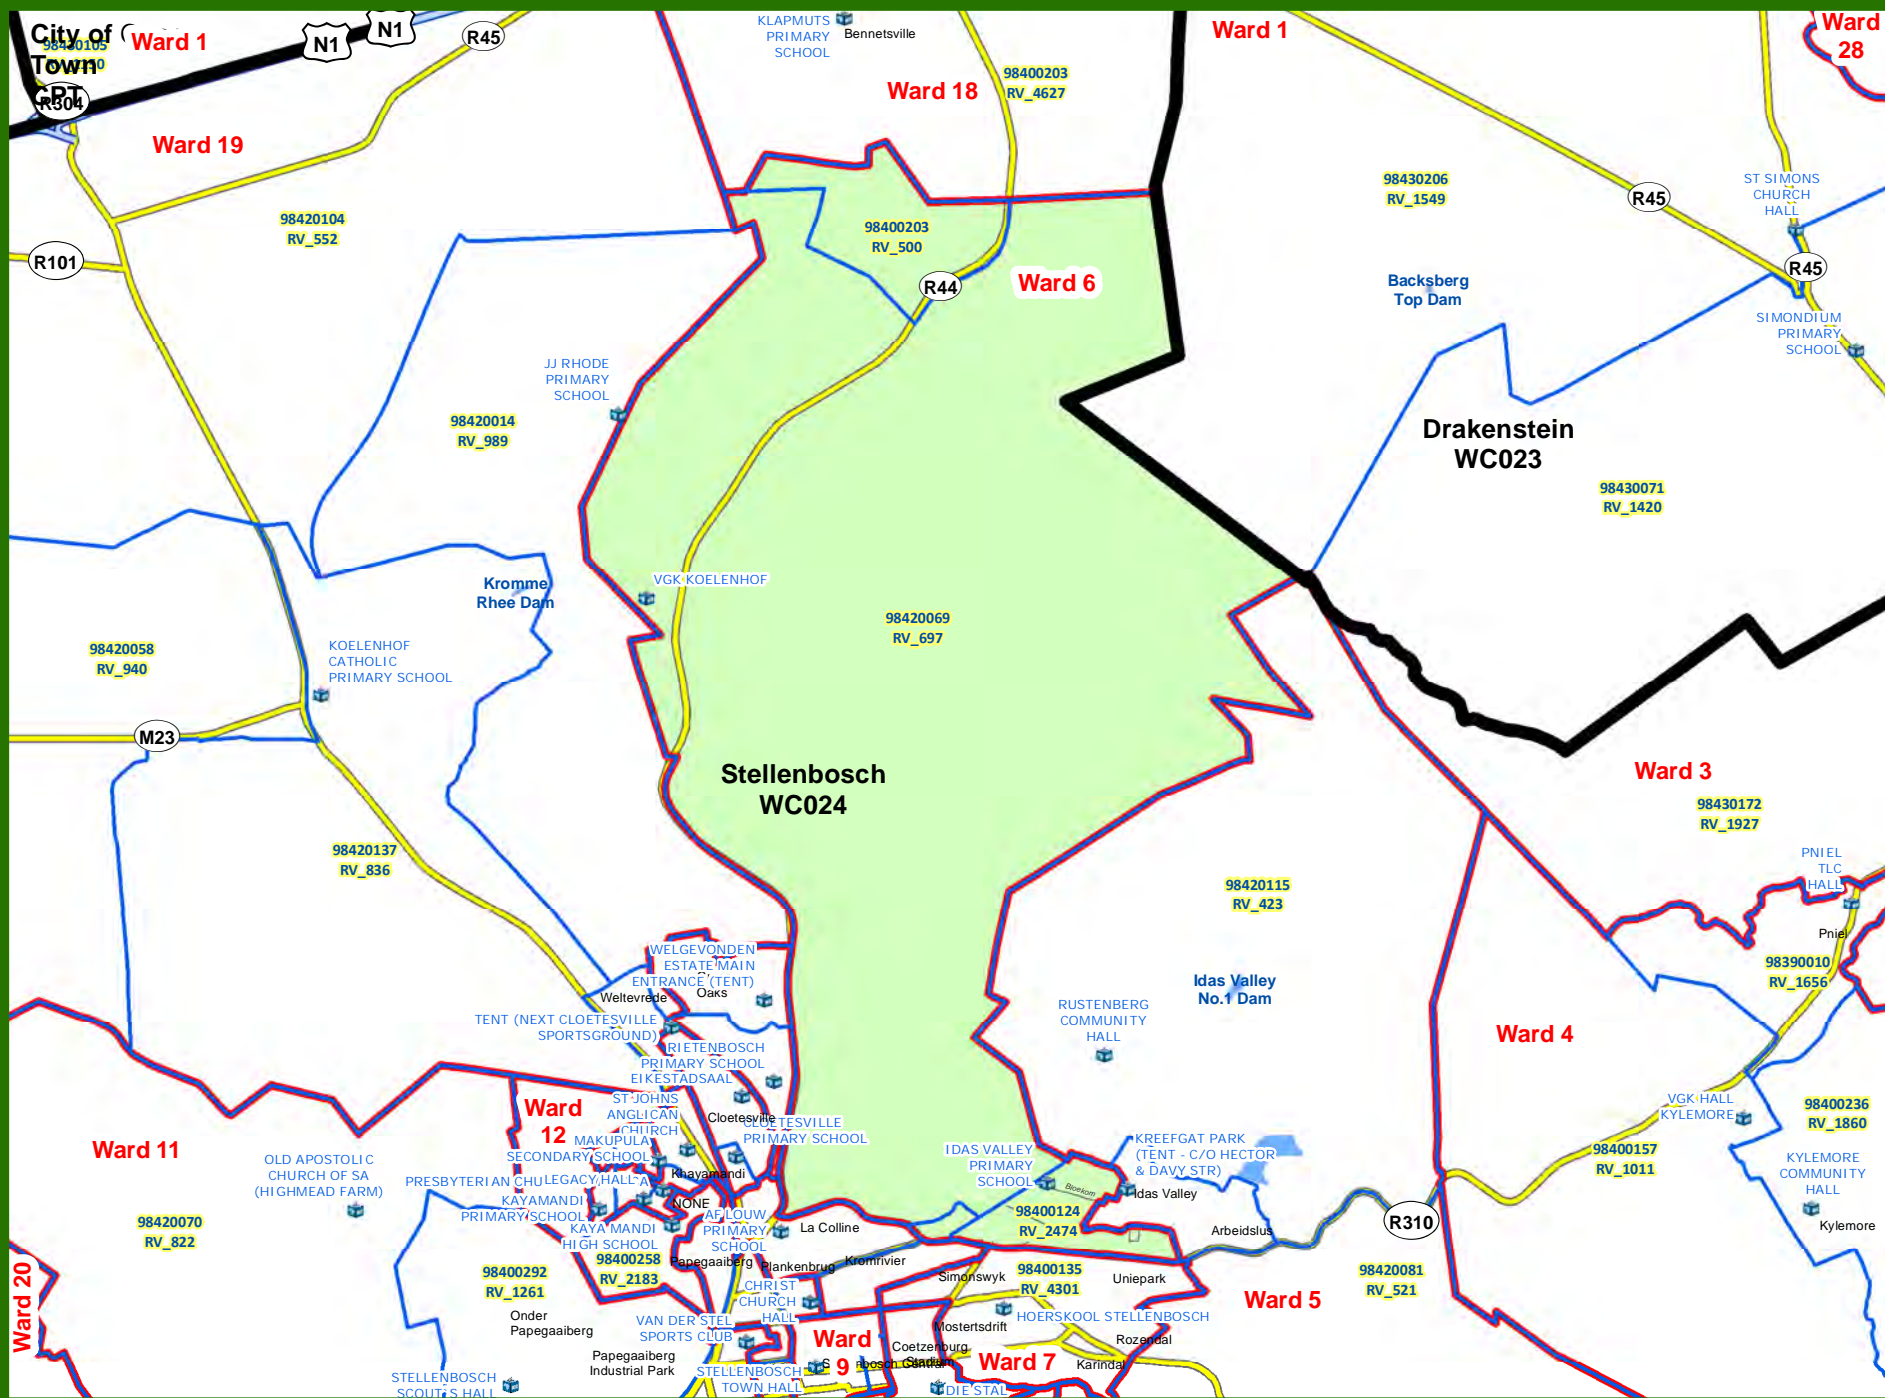 City of
Town
CPT
98430105
Ward 1
N1
N1
R45
R304
Ward 19
98420104
RV_552
R101
KLAPMUTS
PRIMARY
SCHOOL
Bennetsville
Ward 18
98400203
RV_4627
Ward 1
Ward
28
98430206
RV_1549
R45
ST SIMONS
CHURCH
HALL
R45
SIMONDIUM
PRIMARY
SCHOOL
Backsberg
Top Dam
98400203
RV_500
R44
Ward 6
JJ RHODE
PRIMARY
SCHOOL
98420014
RV_989
Drakenstein
WC023
98430071
RV_1420
Kromme
Rhee Dam
VGK KOELENHOF
98420069
RV_697
98420058
RV_940
KOELENHOF
CATHOLIC
PRIMARY SCHOOL
M23
Stellenbosch
WC024
Ward 3
98430172
RV_1927
98420137
RV_836
PNIEL
TLC
HALL
Pniel
98420115
RV_423
98390010
RV_1656
WELGEVONDEN
ESTATE MAIN
ENTRANCE (TENT)
Weltevrede
Oaks
Idas Valley
No.1 Dam
RUSTENBERG
COMMUNITY
HALL
TENT (NEXT CLOETESVILLE
SPORTSGROUND)
RIETENBOSCH
PRIMARY SCHOOL
EIKESTADSAAL
Ward 4
ST JOHNS
ANGLICAN
CHURCH
Cloetesville
CLOETESVILLE
PRIMARY SCHOOL
Ward
12
MAKUPULA
SECONDARY SCHOOL
Khayamandi
VGK HALL
KYLEMORE
98400236
RV_1860
Ward 11
OLD APOSTOLIC
CHURCH OF SA
(HIGHMEAD FARM)
PRESBYTERIAN CHU
LEGACY HALL
KAYAMANDI
PRIMARY SCHOOL
NONE
KAYA MANDI
HIGH SCHOOL
AF LOUW
PRIMARY
SCHOOL
La Colline
IDAS VALLEY
PRIMARY
SCHOOL
KREEFGAT PARK
(TENT - C/O HECTOR
& DAVY STR)
Bloekom
Idas Valley
98400157
RV_1011
KYLEMORE
COMMUNITY
HALL
Kylemore
98400124
RV_2474
Arbeidslus
R310
98420070
RV_822
98400292
RV_1261
98400258
RV_2183
Papegaaiberg
Plankenbrug
Kromrivier
Simonswyk
98400135
RV_4301
Uniepark
98420081
RV_521
Ward 5
Ward 20
Onder
Papegaaiberg
CHRIST
CHURCH
HALL
VAN DER STEL
SPORTS CLUB
HOERSKOOL STELLENBOSCH
Mostertsdrift
Rozendal
Papegaaiberg
Industrial Park
Ward
9
Coetzenburg
Stadium
Ward 7
Karindal
STELLENBOSCH
SCOUTS HALL
STELLENBOSCH
TOWN HALL
DIE STAL